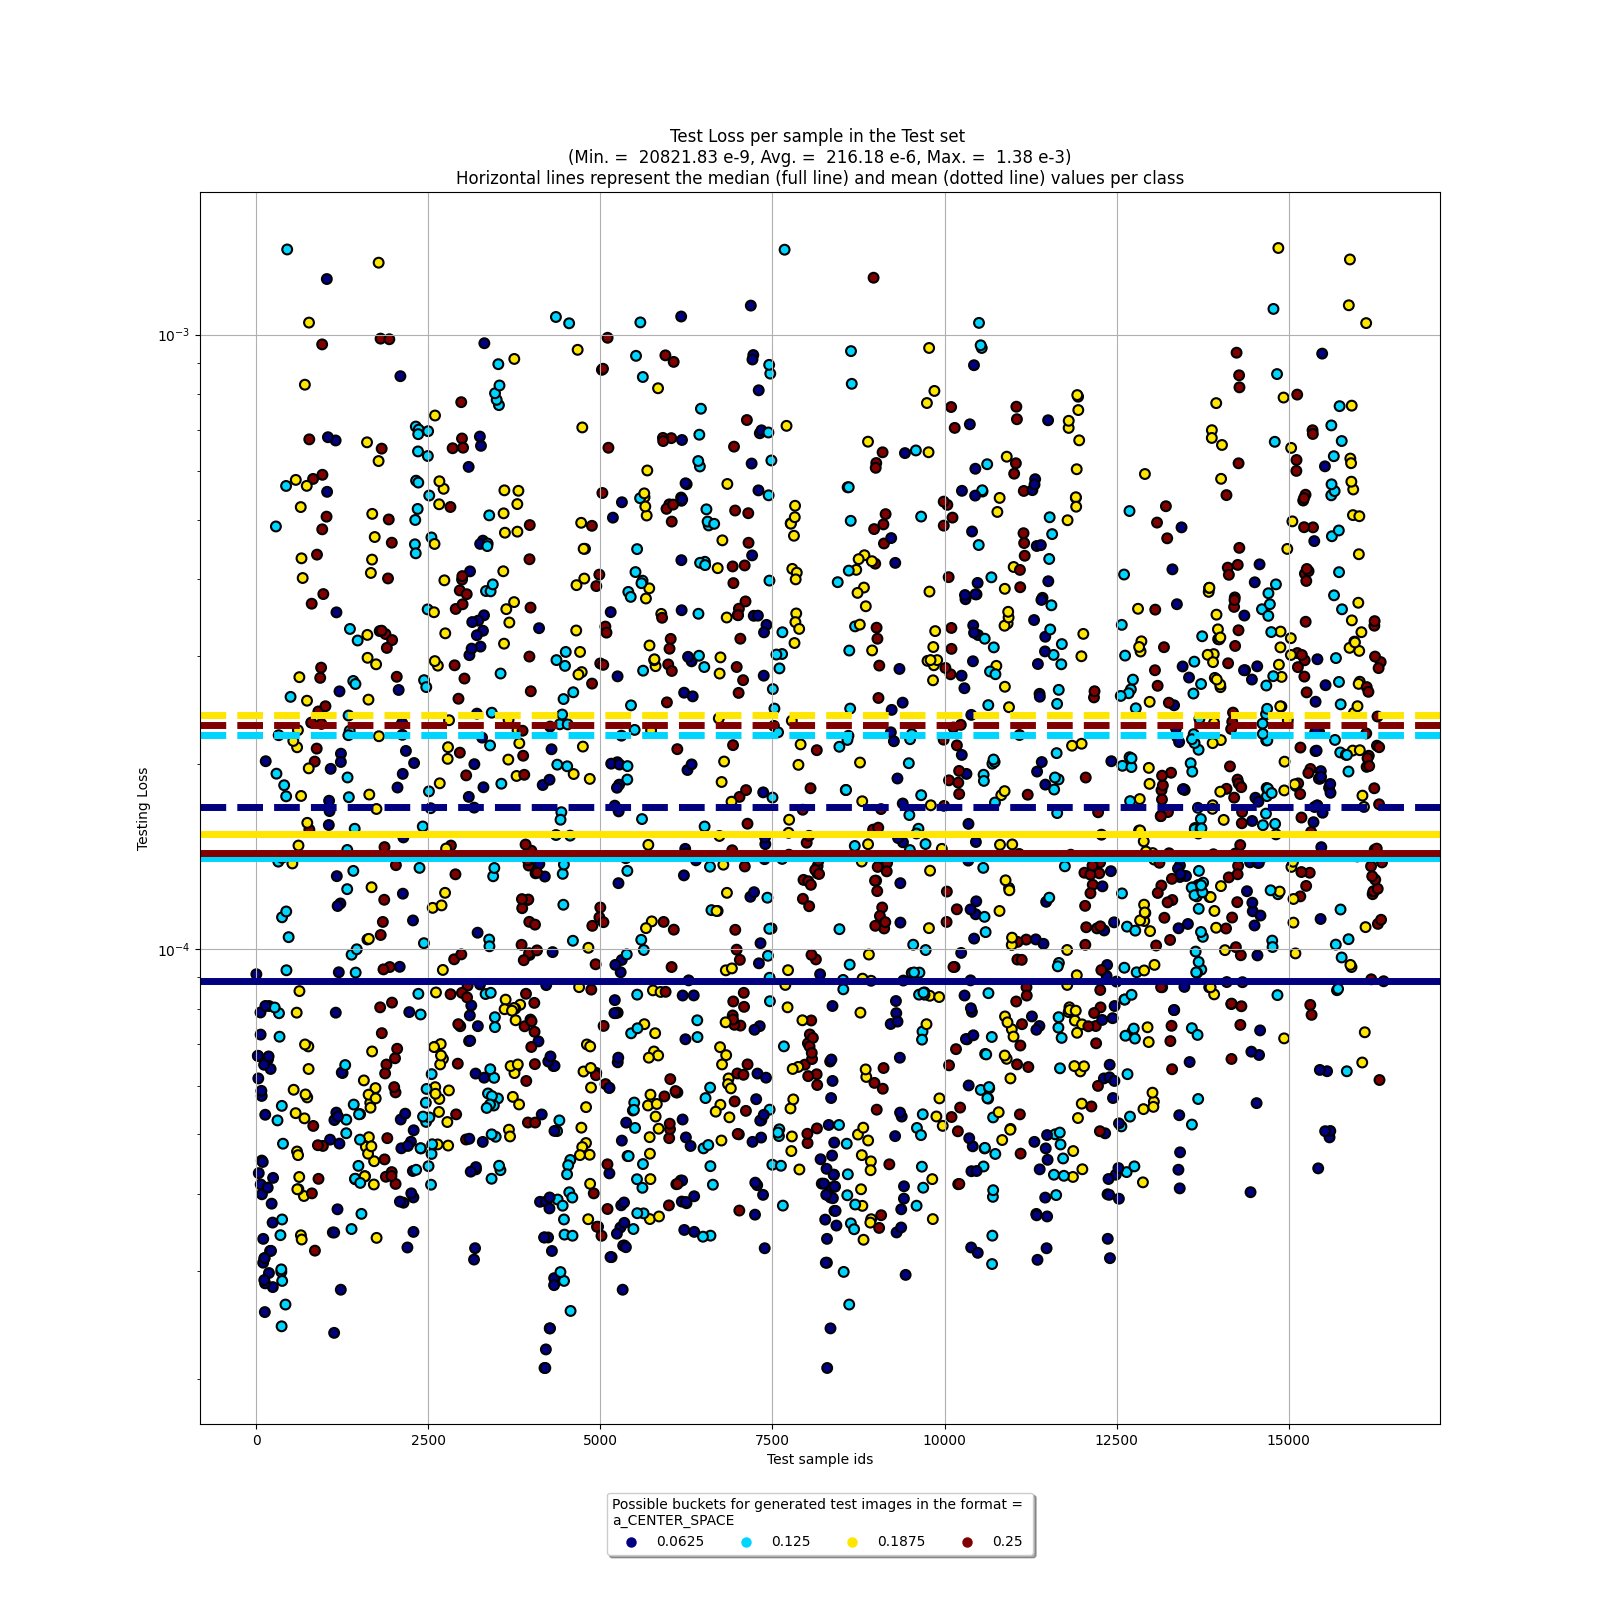 Test Loss per sample in the Test set
(Min. = 20821.83 e-9, Avg. = 216.18 e-6, Max. = 1.38 e-3)
Horizontal lines represent the median (full line) and mean (dotted line) values per class
10⁻³
10⁻⁴
Testing Loss
0 2500 5000 7500 10000 12500 15000
Test sample ids
Possible buckets for generated test images in the format =
a_CENTER_SPACE
0.0625 0.125 0.1875 0.25